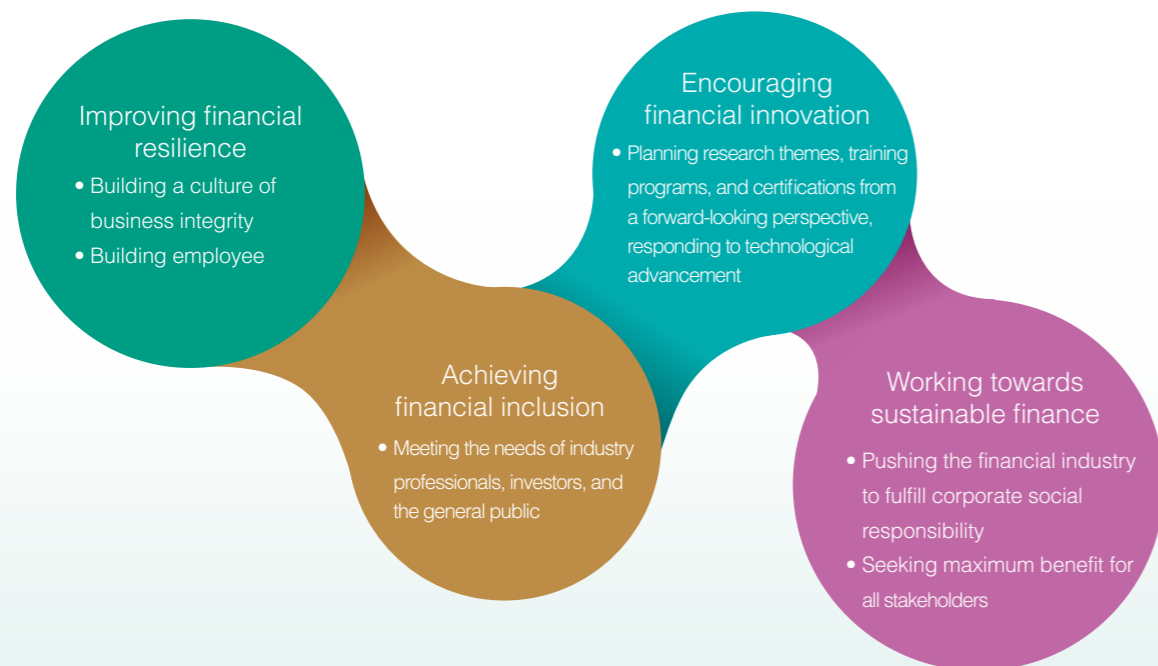 Improving financial
resilience
• Building a culture of
business integrity
• Building employee
Achieving
financial inclusion
• Meeting the needs of industry
professionals, investors, and
the general public
Encouraging
financial innovation
• Planning research themes, training
programs, and certifications from
a forward-looking perspective,
responding to technological
advancement
Working towards
sustainable finance
• Pushing the financial industry
to fulfill corporate social
responsibility
• Seeking maximum benefit for
all stakeholders